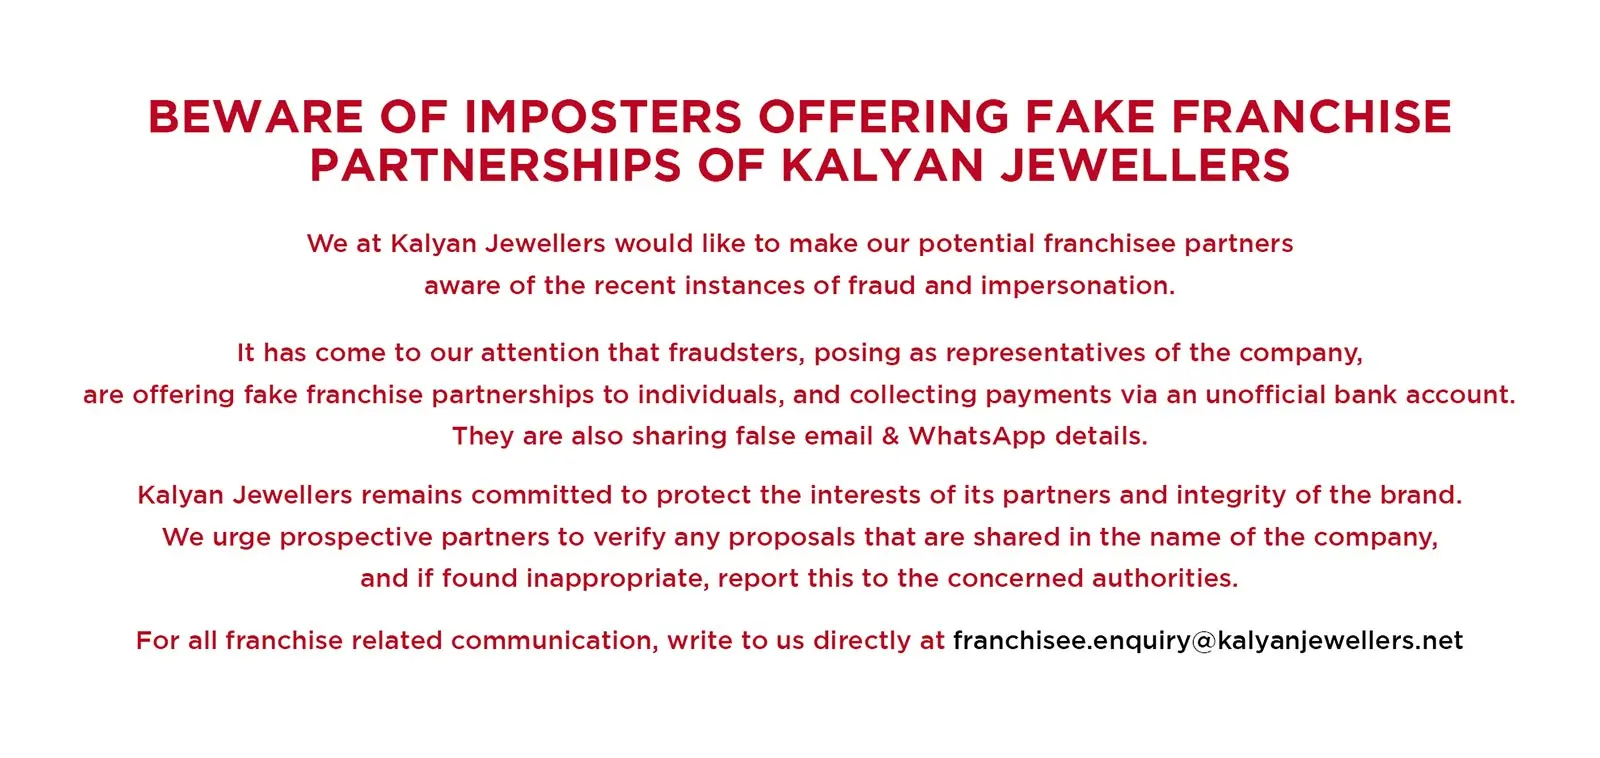 BEWARE OF IMPOSTERS OFFERING FAKE FRANCHISE
PARTNERSHIPS OF KALYAN JEWELLERS
We at Kalyan Jewellers would like to make our potential franchisee partners
aware of the recent instances of fraud and impersonation.
It has come to our attention that fraudsters, posing as representatives of the company,
are offering fake franchise partnerships to individuals, and collecting payments via an unofficial bank account.
They are also sharing false email & WhatsApp details.
Kalyan Jewellers remains committed to protect the interests of its partners and integrity of the brand.
We urge prospective partners to verify any proposals that are shared in the name of the company,
and if found inappropriate, report this to the concerned authorities.
For all franchise related communication, write to us directly at franchisee.enquiry@kalyanjewellers.net